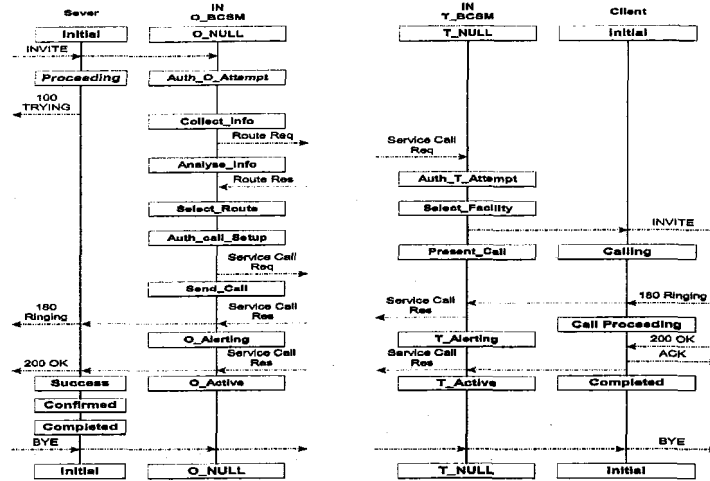 Sever
IN
O_BCSM
IN
T_BCSM
Client
Initial
O_NULL
T_NULL
Initial
INVITE
Proceeding
Auth_O_Attempt
100
TRYING
Collect_Info
Route Req
Service Call
Req
Analyse_Info
Route Res
Auth_T_Attempt
Select_Route
Select_Facility
INVITE
Auth_call_Setup
Present_Call
Calling
Service Call
Req
Send_Call
180
Ringing
Service Call
Res
Service Call
Res
180 Ringing
Call Proceeding
O_Alerting
T_Alerting
200 OK
200 OK
Service Call
Res
Service Call
Res
ACK
Success
O_Active
T_Active
Completed
Confirmed
Completed
BYE
BYE
Initial
O_NULL
T_NULL
Initial